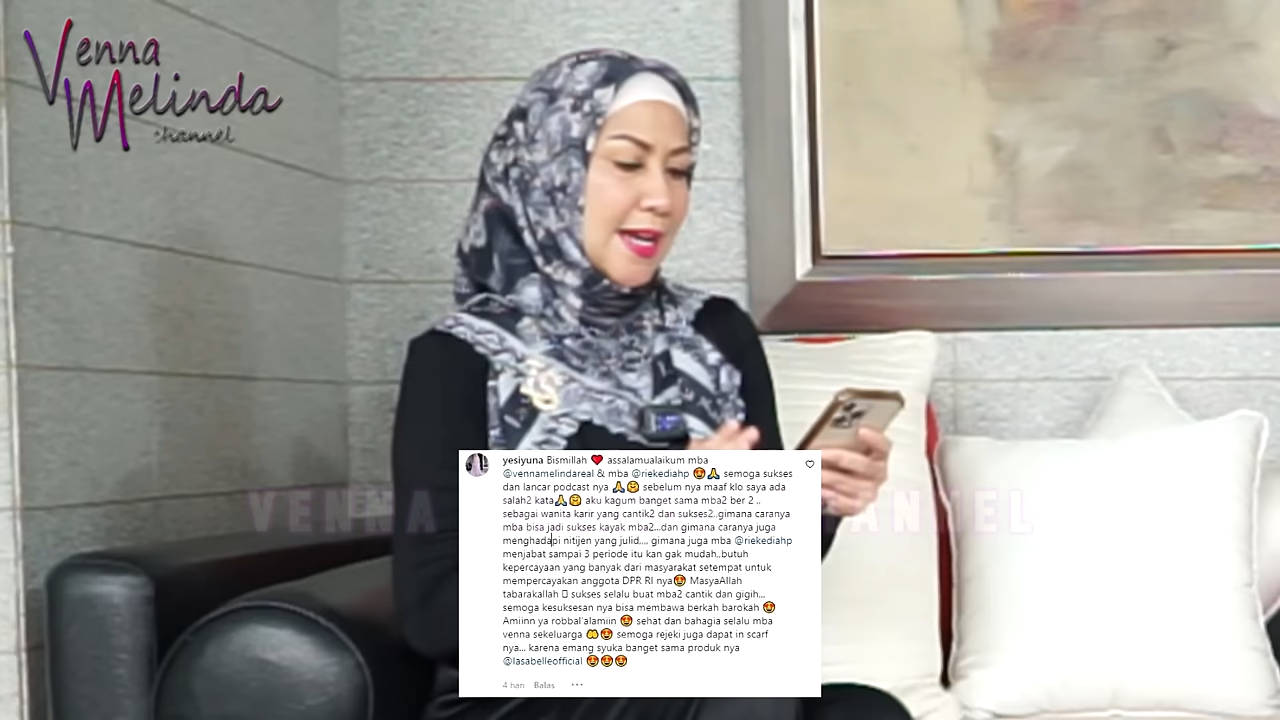 Venna
Melinda
channel
yesiyuna Bismillah ❤️ assalamualaikum mba
@vennamelindareal & mba @riekediahp 😍🙏 semoga sukses
dan lancar podcast nya 🙏🤗 sebelum nya maaf klo saya ada
salah2 kata🙏🤗 aku kagum banget sama mba2 ber 2 ..
sebagai wanita karir yang cantik2 dan sukses2..gimana caranya
mba bisa jadi sukses kayak mba2...dan gimana caranya juga
menghadapi nitijen yang julid.... gimana juga mba @riekediahp
menjabat sampai 3 periode itu kan gak mudah..butuh
kepercayaan yang banyak dari masyarakat setempat untuk
mempercayakan anggota DPR RI nya😍 MasyaAllah
tabarakallah ▯ sukses selalu buat mba2 cantik dan gigih...
semoga kesuksesan nya bisa membawa berkah barokah 😍
Amiinn ya robbal'alamiin 😍 sehat dan bahagia selalu mba
venna sekeluarga 🤲😍 semoga rejeki juga dapat in scarf
nya... karena emang syuka banget sama produk nya
@lasabelleofficial 😍😍😍
4 hari Balas ···
VENNA ANNEL